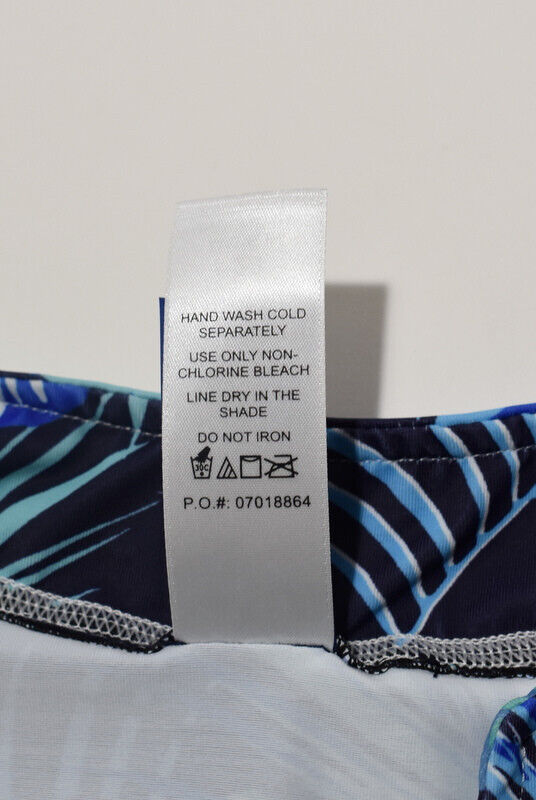 HAND WASH COLD
SEPARATELY
USE ONLY NON-
CHLORINE BLEACH
LINE DRY IN THE
SHADE
DO NOT IRON
30C
P.O.#: 07018864